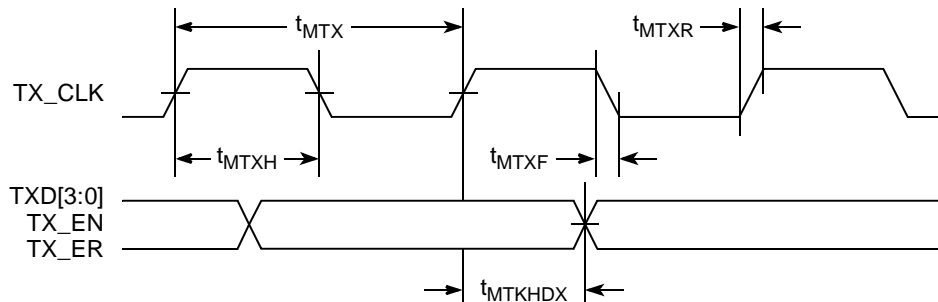 tMTX
tMTXR
TX_CLK
tMTXH
tMTXF
TXD[3:0]
TX_EN
TX_ER
tMTKHDX